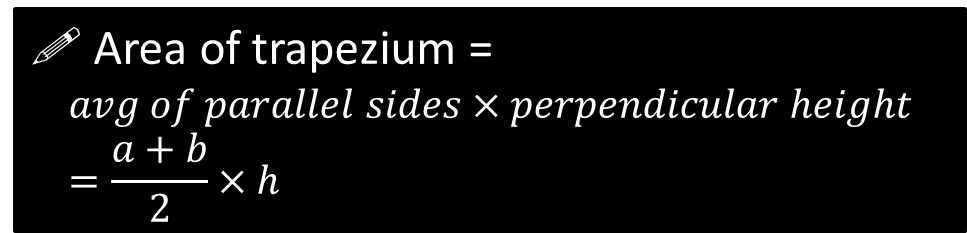 Area of trapezium =
avg of parallel sides × perpendicular height
= a + b / 2 × h